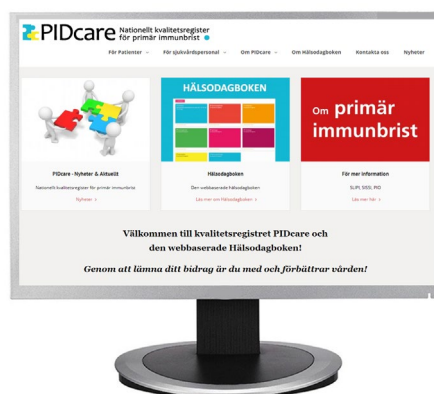 PIDcare Nationellt kvalitetsregister
för primär immunbrist
För Patienter För sjukvårdspersonal Om PIDcare Om Hälsodagboken Kontakta oss Nyheter
HÄLSODAGBOKEN
Om primär
immunbrist
PIDcare - Nyheter & Aktuellt
Nationellt kvalitetsregister för primär immunbrist
Nyheter >
Hälsodagboken
Den webbaserade hälsodagboken
Läs mer om Hälsodagboken >
För mer information
SLIPI, SISSI, PIO
Läs mer här >
Välkommen till kvalitetsregistret PIDcare och
den webbaserade Hälsodagboken!
Genom att lämna ditt bidrag är du med och förbättrar vården!